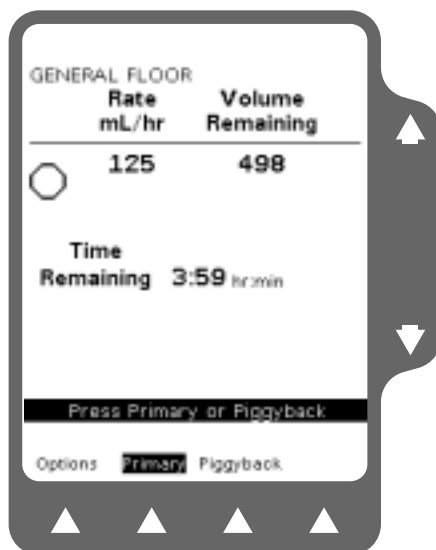 GENERAL FLOOR
Rate Volume
mL/hr Remaining
125 498
Time
Remaining 3:59 hr:min
Press Primary or Piggyback
Options Primary Piggyback